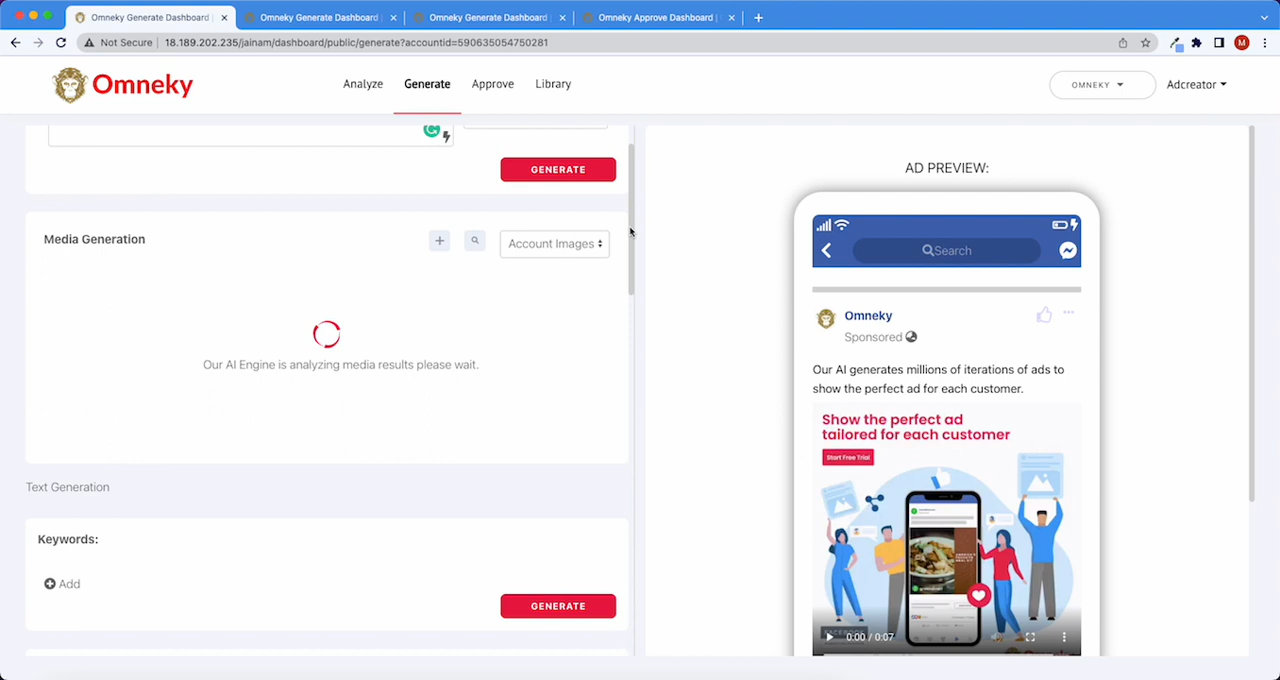 Omneky Generate Dashboard
Omneky Generate Dashboard
Omneky Generate Dashboard
Omneky Approve Dashboard |
Not Secure | 18.189.202.235/jainam/dashboard/public/generate?accountid=590635054750281
M
Omneky
Analyze
Generate
Approve
Library
OMNEKY
Adcreator
GENERATE
Media Generation
Account Images
Our AI Engine is analyzing media results please wait.
Text Generation
Keywords:
Add
GENERATE
AD PREVIEW:
Search
Omneky
Sponsored
Our AI generates millions of iterations of ads to
show the perfect ad for each customer.
Show the perfect ad
tailored for each customer
Start Free Trial
FACEBOOK
0:00 / 0:07